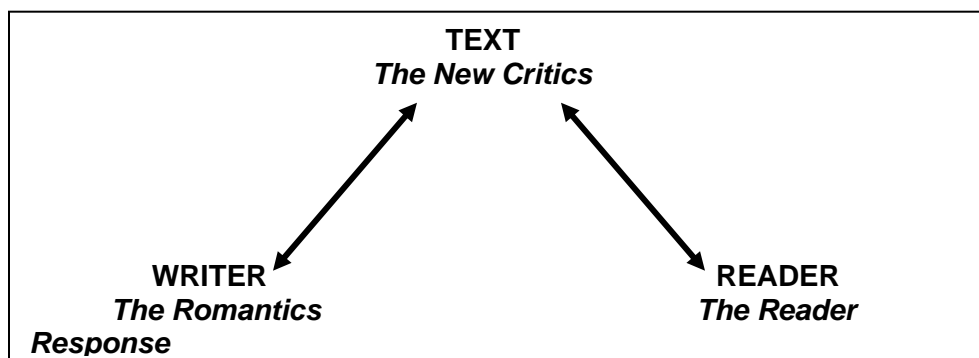 TEXT
The New Critics
WRITER READER
The Romantics The Reader
Response